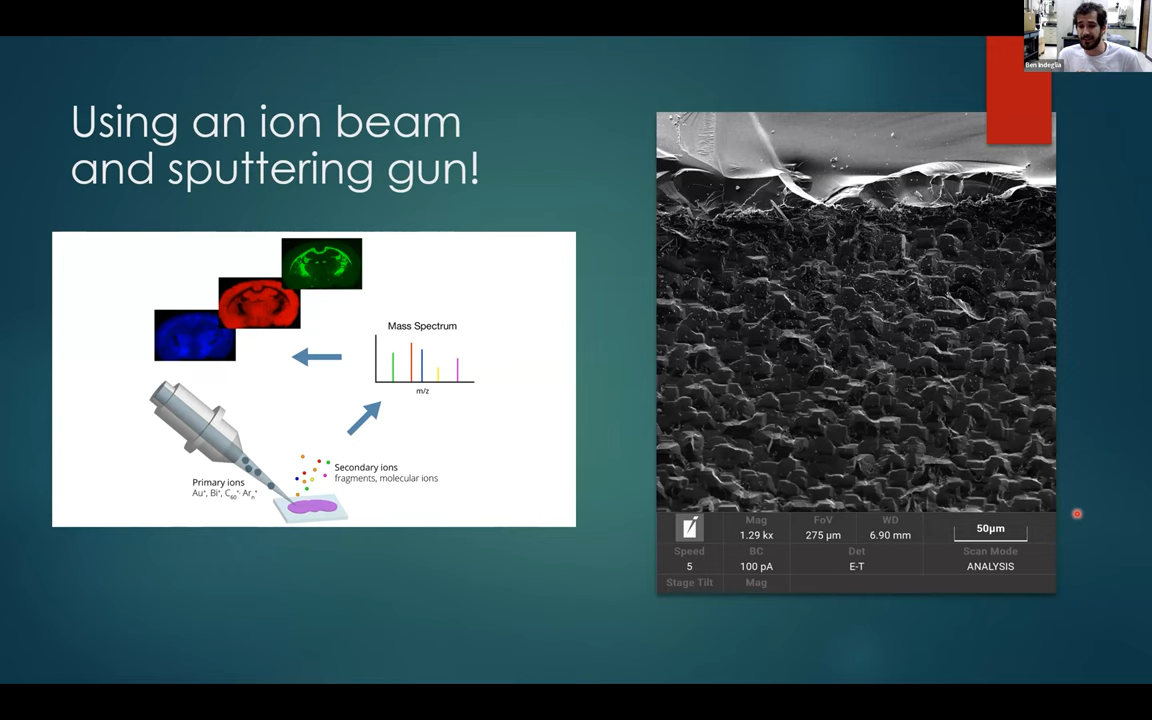 Ben Indeglia
Using an ion beam
and sputtering gun!
Mass Spectrum
m/z
Secondary ions
fragments, molecular ions
Primary ions
Au⁺, Bi⁺, C₆₀⁺, Arₙ⁺
Mag FoV WD
1.29 kx 275 µm 6.90 mm 50µm
Speed BC Det Scan Mode
5 100 pA E-T ANALYSIS
Stage Tilt Mag